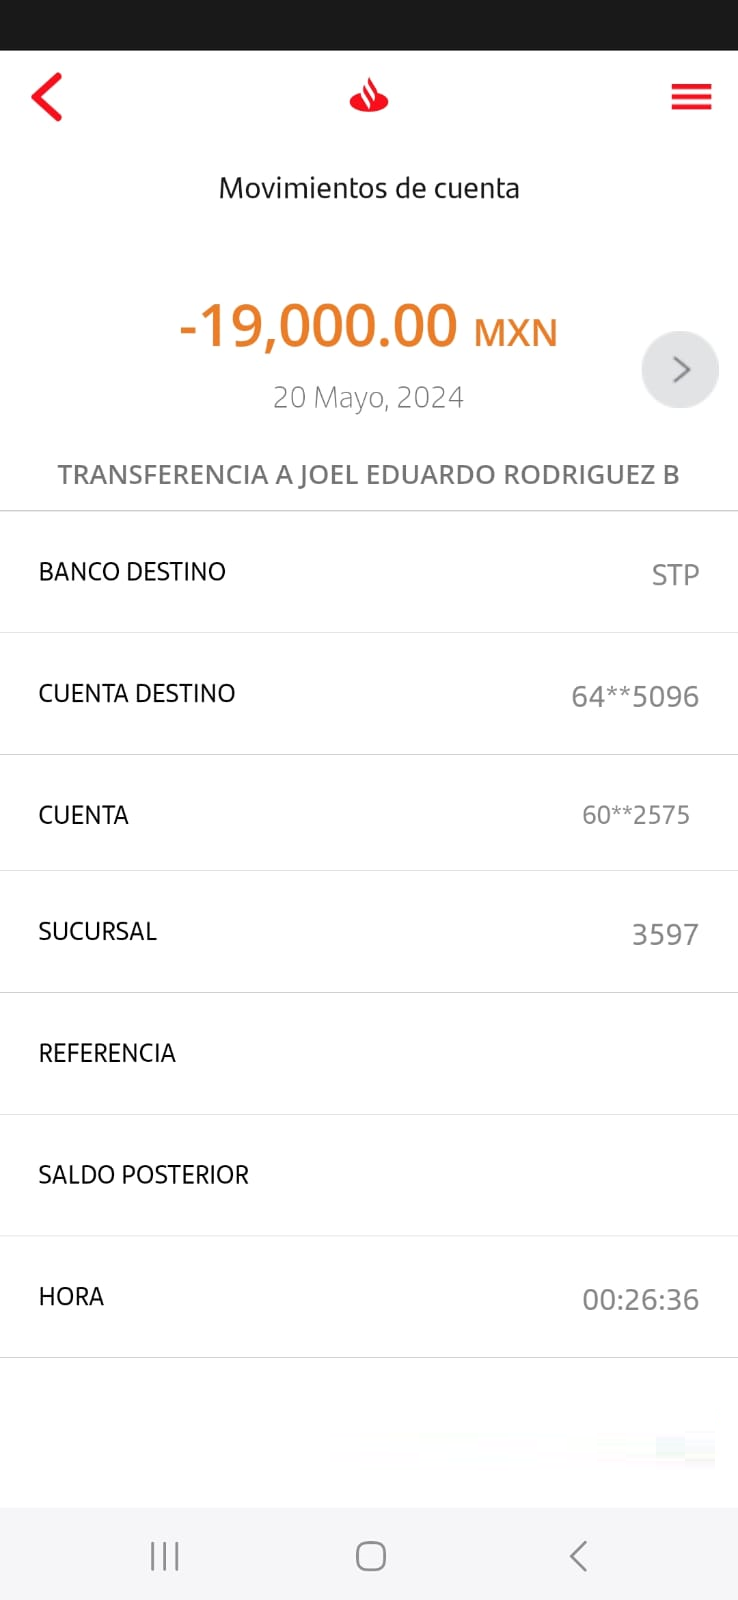 Movimientos de cuenta
-19,000.00 MXN
20 Mayo, 2024
TRANSFERENCIA A JOEL EDUARDO RODRIGUEZ B
BANCO DESTINO STP
CUENTA DESTINO 64**5096
CUENTA 60**2575
SUCURSAL 3597
REFERENCIA
SALDO POSTERIOR
HORA 00:26:36